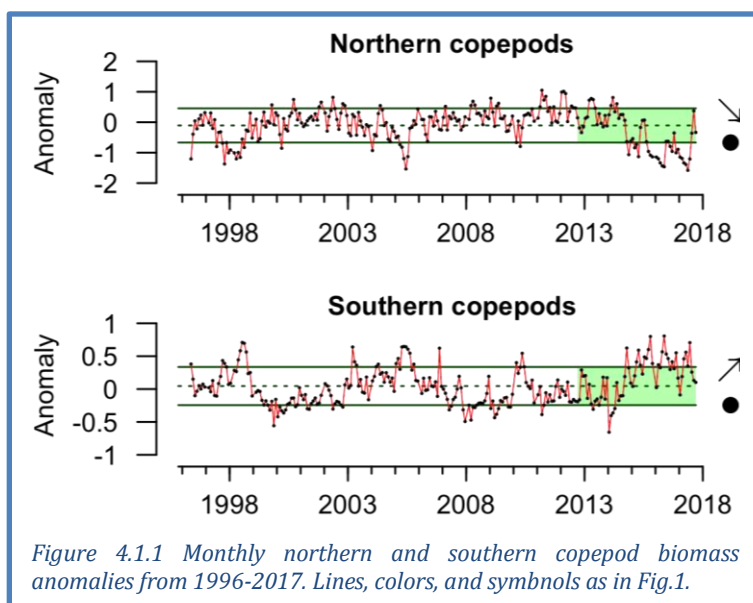 Northern copepods
Anomaly
2
1
0
-1
-2
1998 2003 2008 2013 2018
Southern copepods
Anomaly
1
0.5
0
-0.5
-1
1998 2003 2008 2013 2018
Figure 4.1.1 Monthly northern and southern copepod biomass
anomalies from 1996-2017. Lines, colors, and symbnols as in Fig.1.